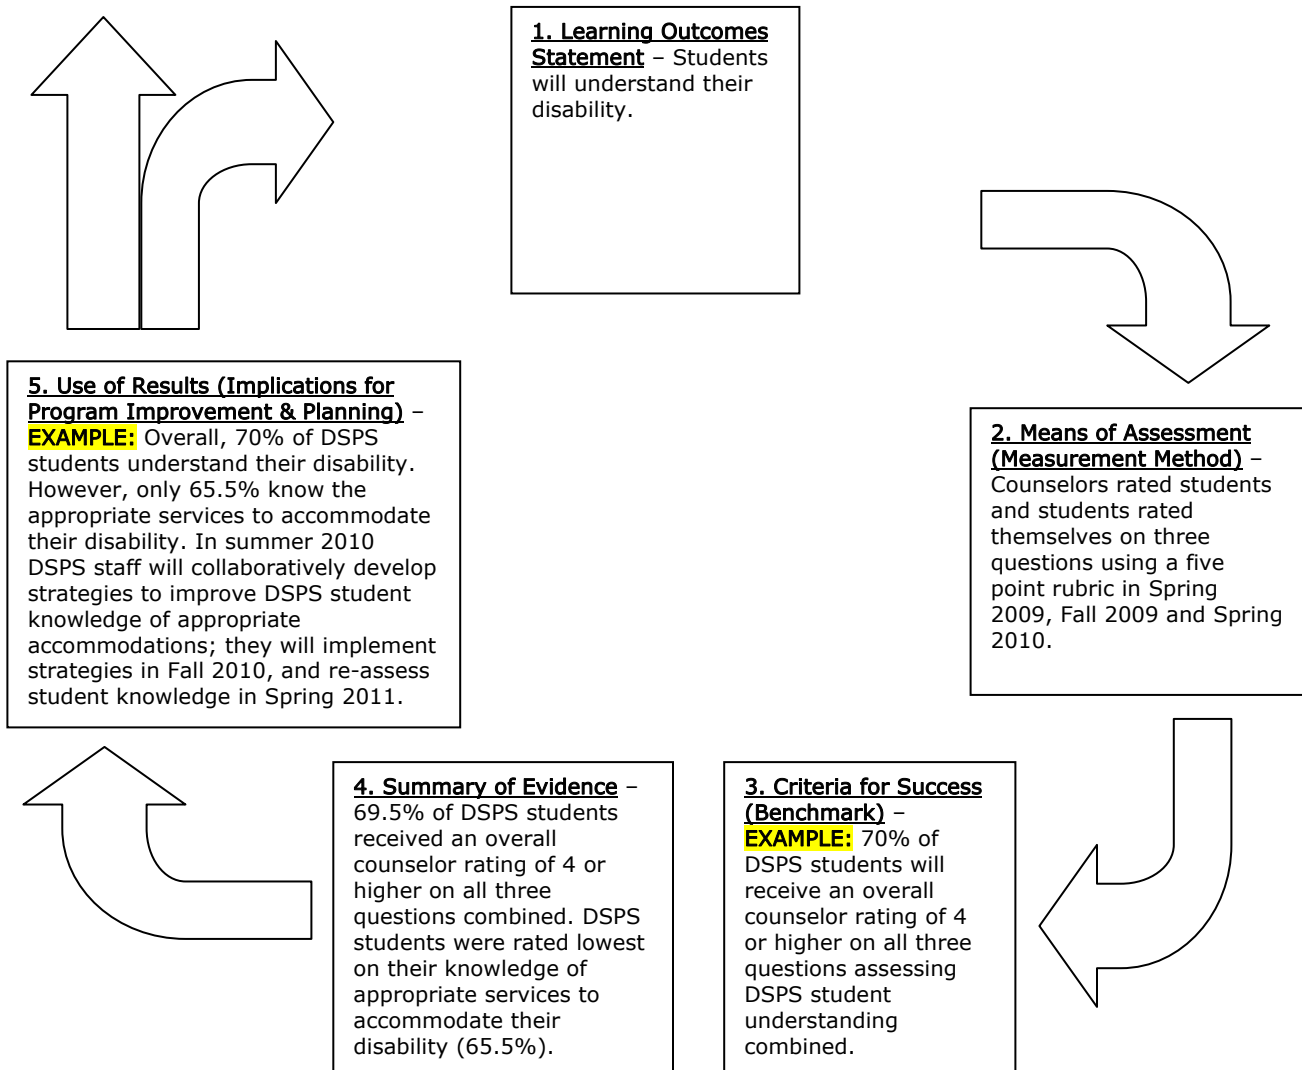 1. Learning Outcomes
Statement – Students
will understand their
disability.
2. Means of Assessment
(Measurement Method) –
Counselors rated students
and students rated
themselves on three
questions using a five
point rubric in Spring
2009, Fall 2009 and Spring
2010.
3. Criteria for Success
(Benchmark) –
EXAMPLE: 70% of
DSPS students will
receive an overall
counselor rating of 4
or higher on all three
questions assessing
DSPS student
understanding
combined.
4. Summary of Evidence –
69.5% of DSPS students
received an overall
counselor rating of 4 or
higher on all three
questions combined. DSPS
students were rated lowest
on their knowledge of
appropriate services to
accommodate their
disability (65.5%).
5. Use of Results (Implications for
Program Improvement & Planning) –
EXAMPLE: Overall, 70% of DSPS
students understand their disability.
However, only 65.5% know the
appropriate services to accommodate
their disability. In summer 2010
DSPS staff will collaboratively develop
strategies to improve DSPS student
knowledge of appropriate
accommodations; they will implement
strategies in Fall 2010, and re-assess
student knowledge in Spring 2011.